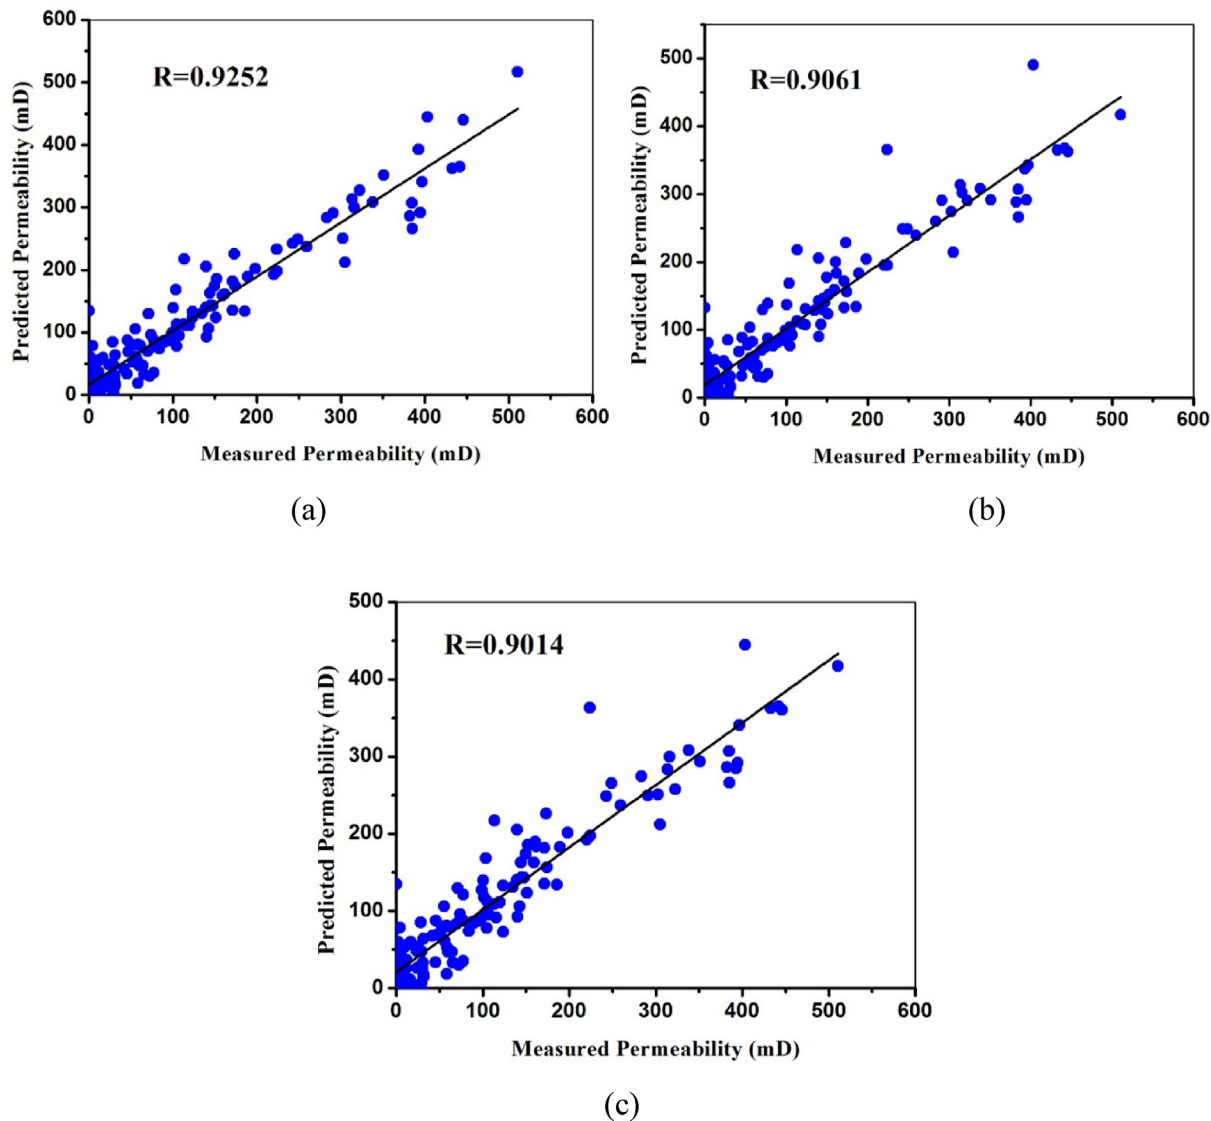 R=0.9252
Predicted Permeability (mD)
600
500
400
300
200
100
0
0 100 200 300 400 500 600
Measured Permeability (mD)
(a)
R=0.9061
Predicted Permeability (mD)
500
400
300
200
100
0
0 100 200 300 400 500 600
Measured Permeability (mD)
(b)
R=0.9014
Predicted Permeability (mD)
500
400
300
200
100
0
0 100 200 300 400 500 600
Measured Permeability (mD)
(c)